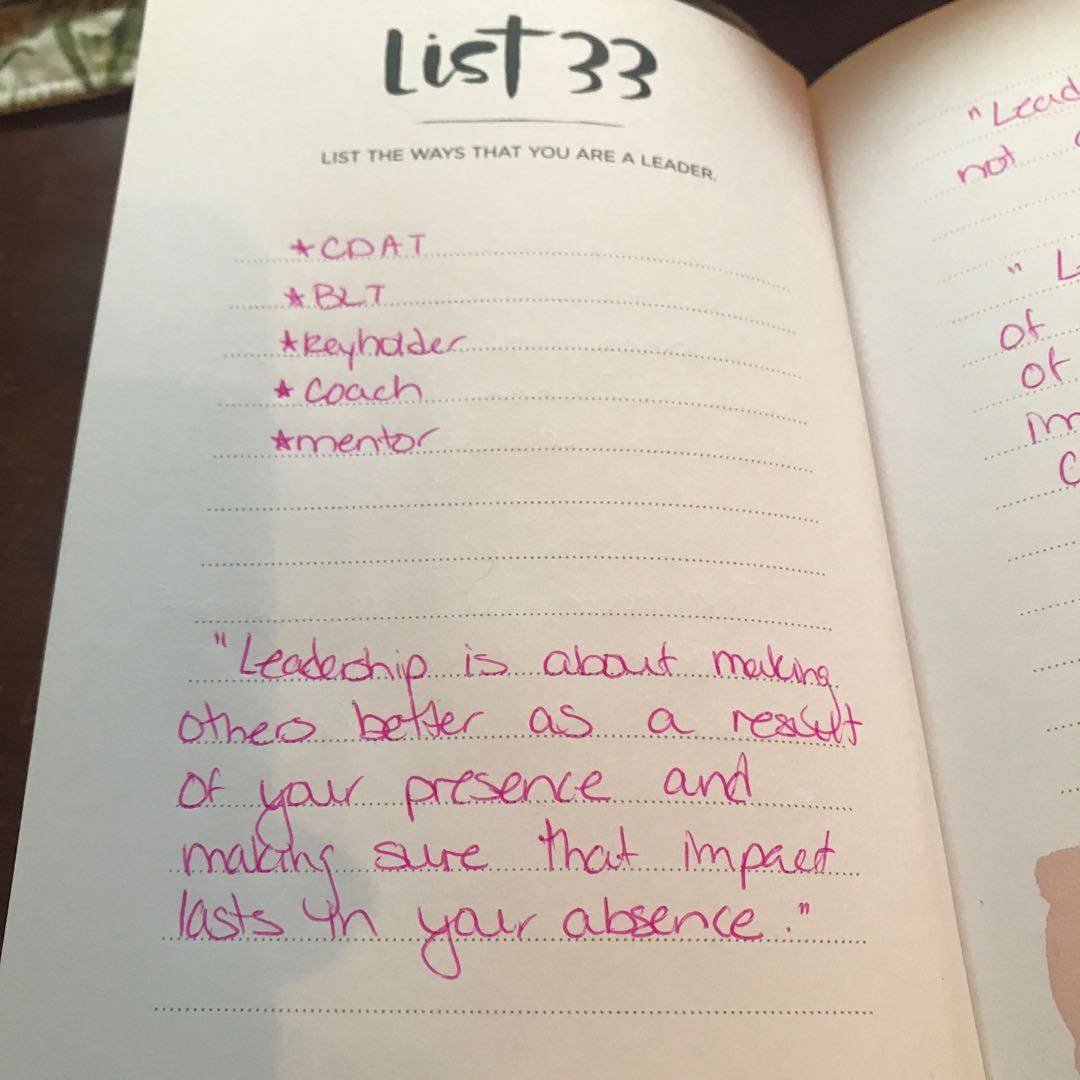 List 33
LIST THE WAYS THAT YOU ARE A LEADER.
*CDAT
*BLT
*Keyholder
*Coach
*mentor
"Leadership is about making
others better as a result
of your presence and
making sure that impact
lasts in your absence."
"Lead
not
" L
of
of
im
C